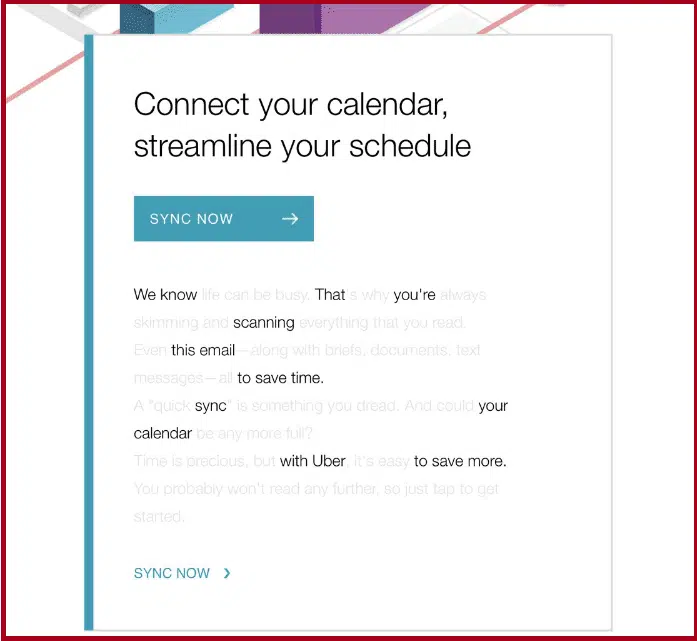 Connect your calendar,
streamline your schedule
SYNC NOW →
We know life can be busy. That's why you're always
skimming and scanning everything that you read.
Even this email—along with briefs, documents, text
messages—all to save time.
A "quick sync" is something you dread. And could your
calendar be any more full?
Time is precious, but with Uber, it's easy to save more.
You probably won't read any further, so just tap to get
started.
SYNC NOW ›